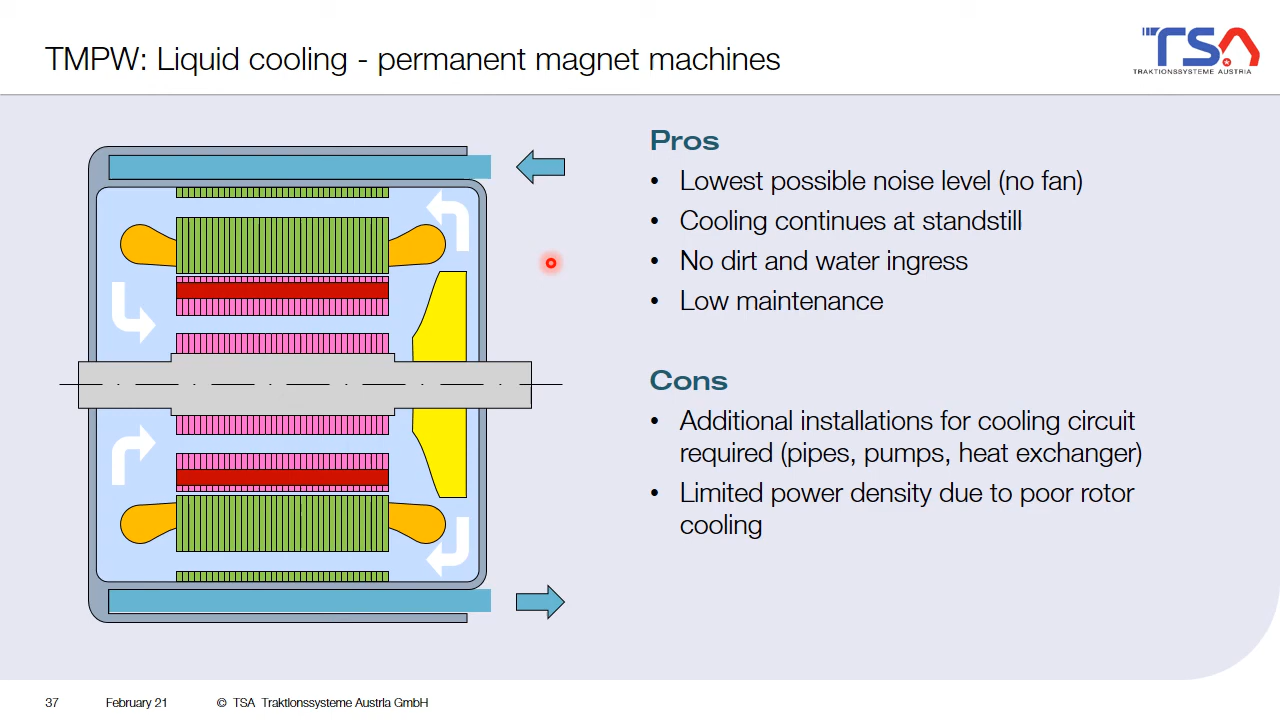 TMPW: Liquid cooling - permanent magnet machines
TSA
TRAKTIONSSYSTEME AUSTRIA
Pros
• Lowest possible noise level (no fan)
• Cooling continues at standstill
• No dirt and water ingress
• Low maintenance
Cons
• Additional installations for cooling circuit
required (pipes, pumps, heat exchanger)
• Limited power density due to poor rotor
cooling
37 February 21 © TSA Traktionssysteme Austria GmbH